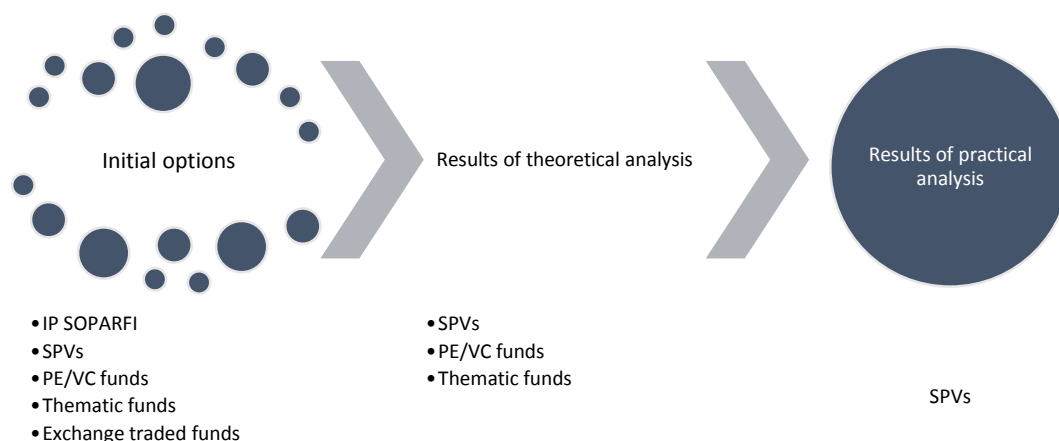 Initial options
Results of theoretical analysis
Results of practical
analysis
•IP SOPARFI
•SPVs
•PE/VC funds
•Thematic funds
•Exchange traded funds
•SPVs
•PE/VC funds
•Thematic funds
SPVs